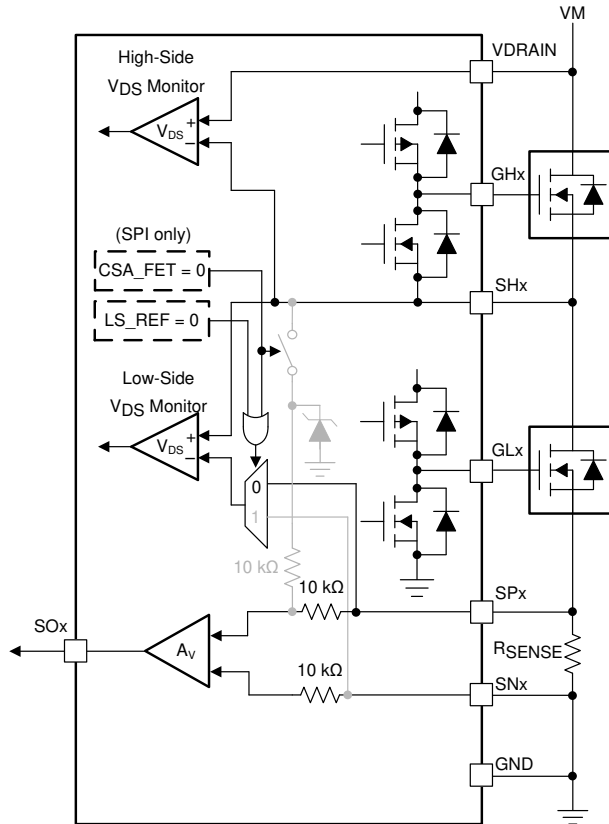 VM
VDRAIN
High-Side
VDS Monitor
VDS
+
−
GHx
(SPI only)
CSA_FET = 0
SHx
LS_REF = 0
Low-Side
VDS Monitor
VDS
+
−
GLx
0
1
10 kΩ
10 kΩ
SPx
SOx
AV
RSENSE
10 kΩ
SNx
GND